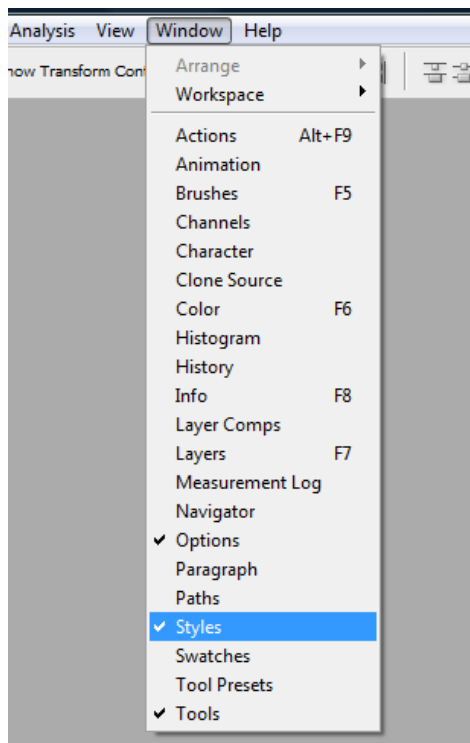 Analysis View Window Help
now Transform Cont
Arrange
Workspace
Actions Alt+F9
Animation
Brushes F5
Channels
Character
Clone Source
Color F6
Histogram
History
Info F8
Layer Comps
Layers F7
Measurement Log
Navigator
Options
Paragraph
Paths
Styles
Swatches
Tool Presets
Tools